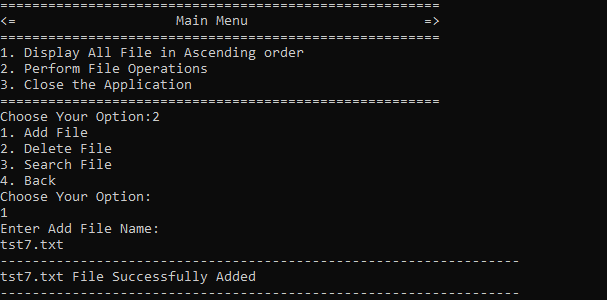 =======================================================
<=                    Main Menu                      =>
=======================================================
1. Display All File in Ascending order
2. Perform File Operations
3. Close the Application
=======================================================
Choose Your Option:2
1. Add File
2. Delete File
3. Search File
4. Back
Choose Your Option:
1
Enter Add File Name:
tst7.txt
-----------------------------------------------------------------
tst7.txt File Successfully Added
-----------------------------------------------------------------